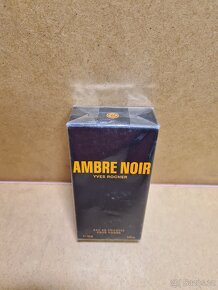 AMBRE NOIR
YVES ROCHER
EAU DE TOILETTE